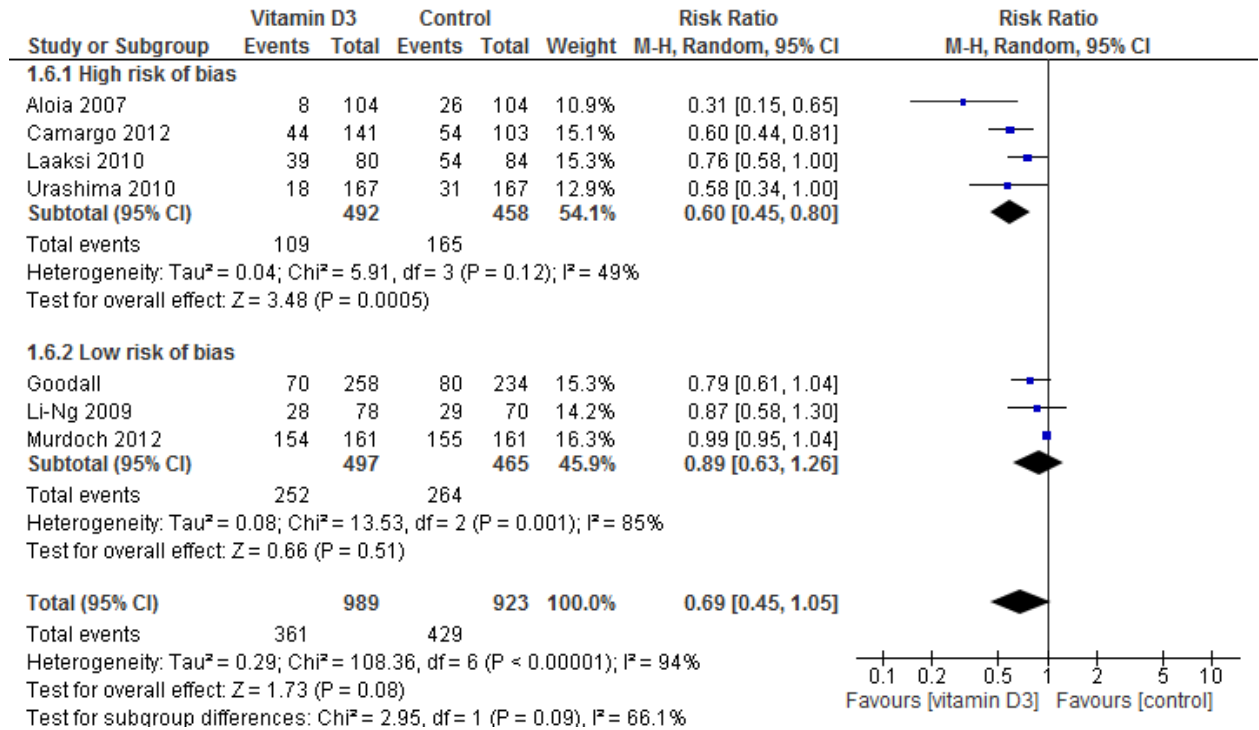 Vitamin D3 Control Risk Ratio Risk Ratio
Study or Subgroup Events Total Events Total Weight M-H, Random, 95% CI M-H, Random, 95% CI
1.6.1 High risk of bias
Aloia 2007 8 104 26 104 10.9% 0.31 [0.15, 0.65]
Camargo 2012 44 141 54 103 15.1% 0.60 [0.44, 0.81]
Laaksi 2010 39 80 54 84 15.3% 0.76 [0.58, 1.00]
Urashima 2010 18 167 31 167 12.9% 0.58 [0.34, 1.00]
Subtotal (95% CI) 492 458 54.1% 0.60 [0.45, 0.80]
Total events 109 165
Heterogeneity: Tau² = 0.04; Chi² = 5.91, df = 3 (P = 0.12); I² = 49%
Test for overall effect: Z = 3.48 (P = 0.0005)
1.6.2 Low risk of bias
Goodall 70 258 80 234 15.3% 0.79 [0.61, 1.04]
Li-Ng 2009 28 78 29 70 14.2% 0.87 [0.58, 1.30]
Murdoch 2012 154 161 155 161 16.3% 0.99 [0.95, 1.04]
Subtotal (95% CI) 497 465 45.9% 0.89 [0.63, 1.26]
Total events 252 264
Heterogeneity: Tau² = 0.08; Chi² = 13.53, df = 2 (P = 0.001); I² = 85%
Test for overall effect: Z = 0.66 (P = 0.51)
Total (95% CI) 989 923 100.0% 0.69 [0.45, 1.05]
Total events 361 429
Heterogeneity: Tau² = 0.29; Chi² = 108.36, df = 6 (P < 0.00001); I² = 94%
Test for overall effect: Z = 1.73 (P = 0.08)
Test for subgroup differences: Chi² = 2.95, df = 1 (P = 0.09), I² = 66.1%
0.1 0.2 0.5 1 2 5 10
Favours [vitamin D3] Favours [control]